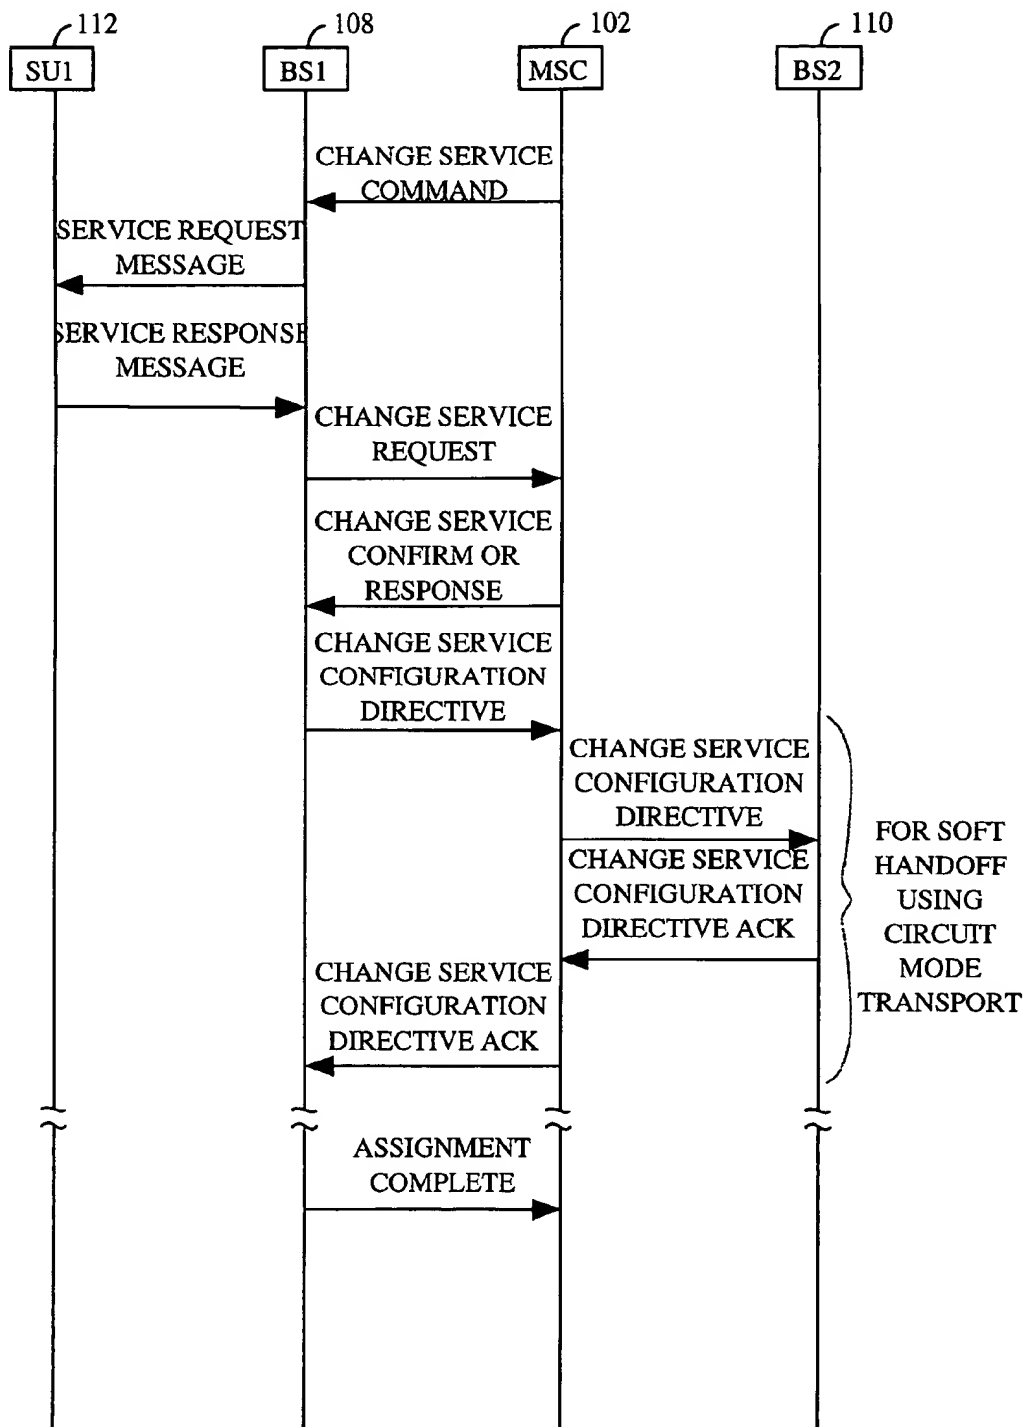 112
108
102
110
SU1
BS1
MSC
BS2
CHANGE SERVICE
COMMAND
SERVICE REQUEST
MESSAGE
SERVICE RESPONSE
MESSAGE
CHANGE SERVICE
REQUEST
CHANGE SERVICE
CONFIRM OR
RESPONSE
CHANGE SERVICE
CONFIGURATION
DIRECTIVE
CHANGE SERVICE
CONFIGURATION
DIRECTIVE
CHANGE SERVICE
CONFIGURATION
DIRECTIVE ACK
FOR SOFT
HANDOFF
USING
CIRCUIT
MODE
TRANSPORT
CHANGE SERVICE
CONFIGURATION
DIRECTIVE ACK
ASSIGNMENT
COMPLETE